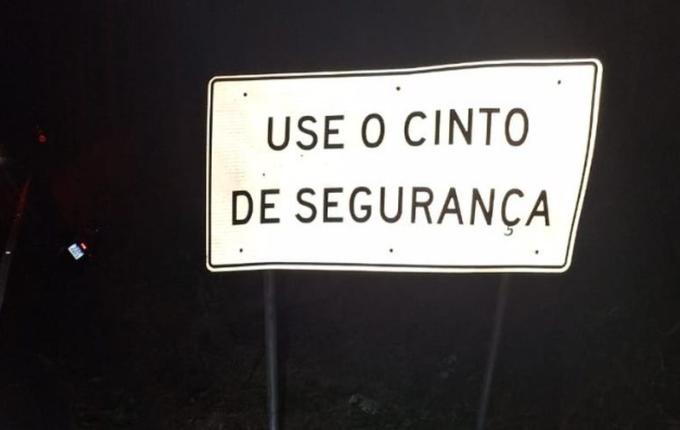 USE O CINTO
DE SEGURANÇA